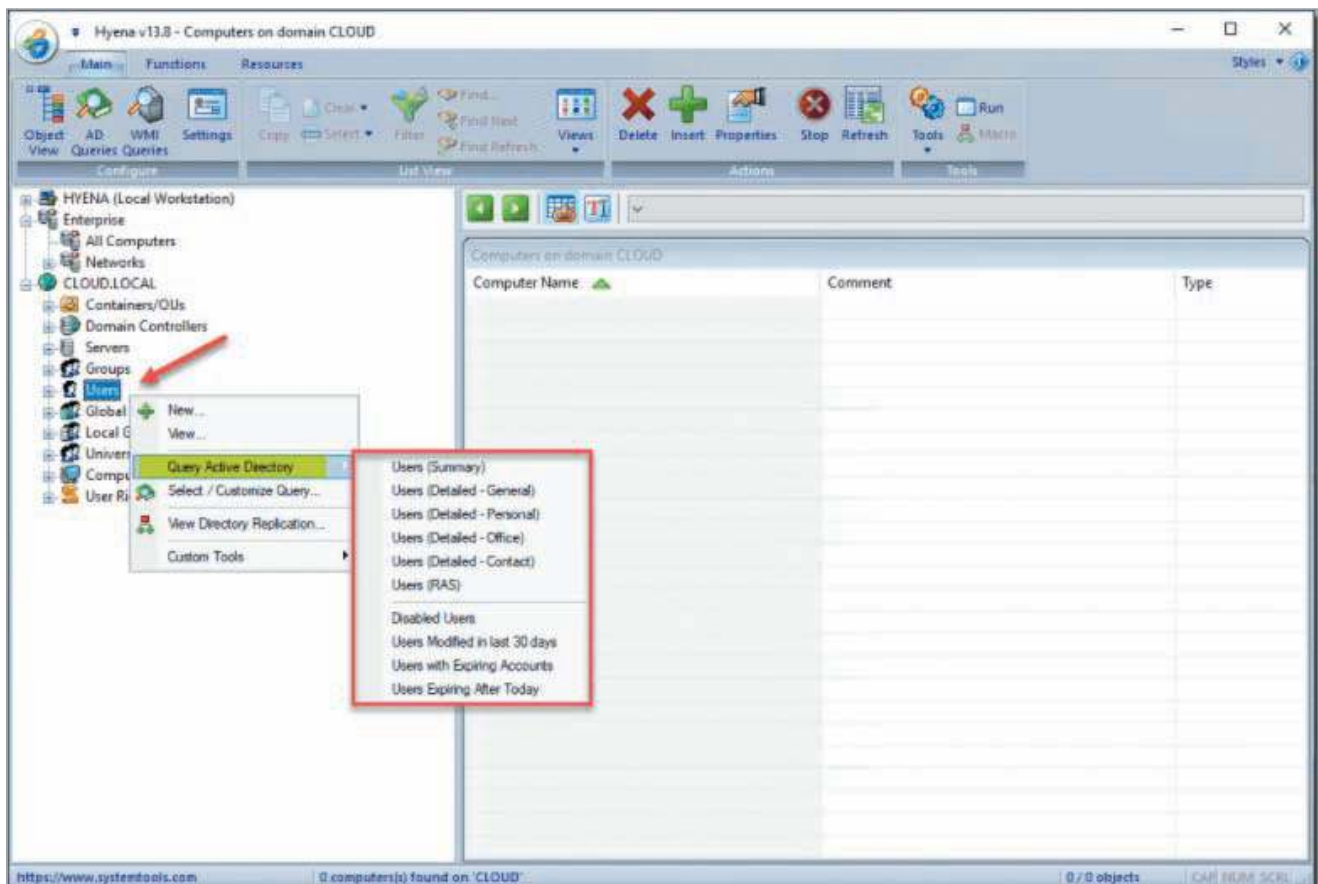 Hyena v13.8 - Computers on domain CLOUD
Main Functions Resources Styles
Object View
AD Queries
WMI Queries
Settings
Configure
Copy
Clear
Select
Filter
Find...
Find Next
Find Refresh
Views
List View
Delete
Insert
Properties
Stop
Refresh
Actions
Tools
Run
Macro
Tools
HYENA (Local Workstation)
Enterprise
All Computers
Networks
CLOUD.LOCAL
Containers/OUs
Domain Controllers
Servers
Groups
Users
Global
Local G
Univers
Compu
User Ri
New...
View...
Query Active Directory
Select / Customize Query...
View Directory Replication...
Custom Tools
Users (Summary)
Users (Detailed - General)
Users (Detailed - Personal)
Users (Detailed - Office)
Users (Detailed - Contact)
Users (RAS)
Disabled Users
Users Modified in last 30 days
Users with Expiring Accounts
Users Expiring After Today
Computers on domain CLOUD
Computer Name Comment Type
https://www.systemtools.com 0 computers(s) found on 'CLOUD' 0 / 0 objects CAP NUM SCRL